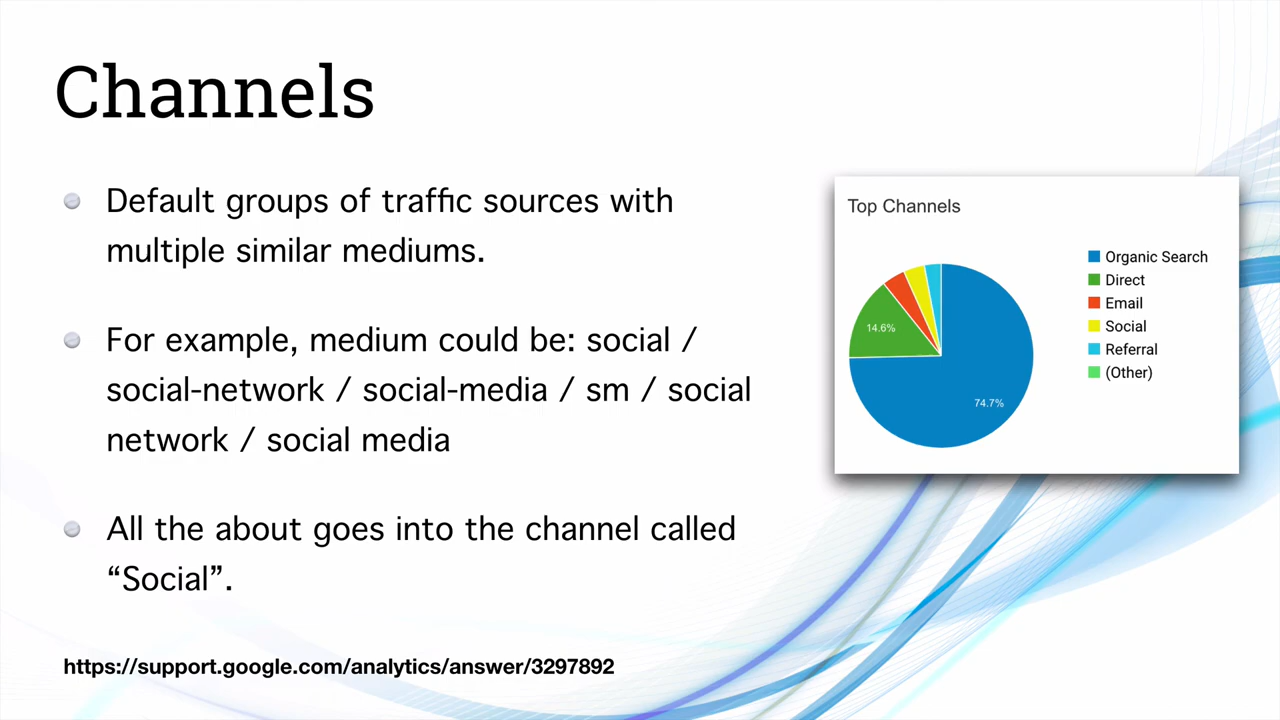 Channels
Default groups of traffic sources with
multiple similar mediums.
For example, medium could be: social /
social-network / social-media / sm / social
network / social media
All the about goes into the channel called
“Social”.
https://support.google.com/analytics/answer/3297892
Top Channels
Organic Search
Direct
Email
Social
Referral
(Other)
14.6%
74.7%